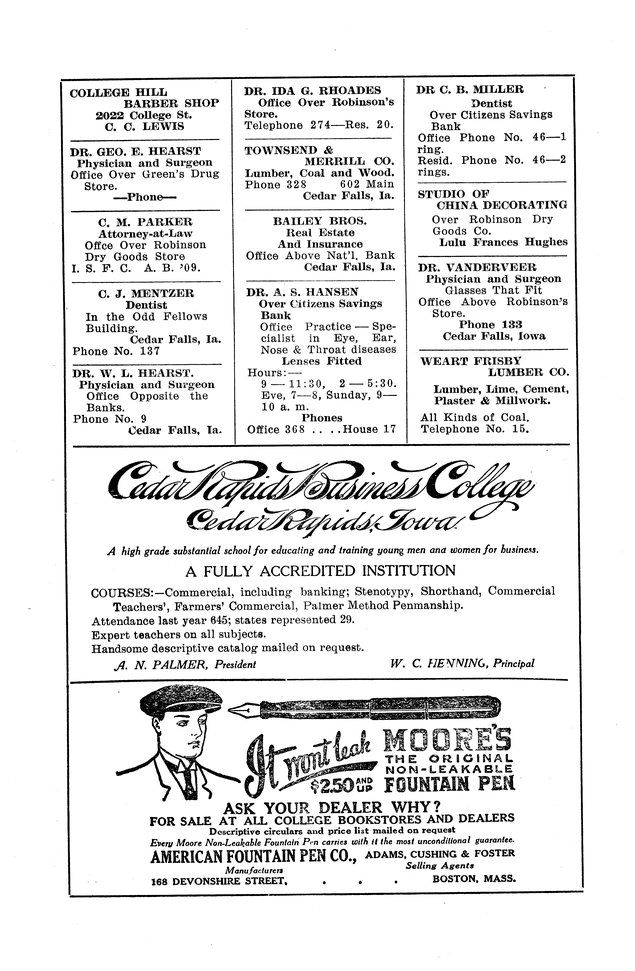 COLLEGE HILL
BARBER SHOP
2022 College St.
C. C. LEWIS
DR. GEO. E. HEARST
Physician and Surgeon
Office Over Green's Drug
Store.
—Phone—
C. M. PARKER
Attorney-at-Law
Offce Over Robinson
Dry Goods Store
I. S. F. C. A. B. '09.
C. J. MENTZER
Dentist
In the Odd Fellows
Building.
Cedar Falls, Ia.
Phone No. 137
DR. W. L. HEARST.
Physician and Surgeon
Office Opposite the
Banks.
Phone No. 9
Cedar Falls, Ia.
DR. IDA G. RHOADES
Office Over Robinson's
Store.
Telephone 274—Res. 20.
TOWNSEND &
MERRILL CO.
Lumber, Coal and Wood.
Phone 328 602 Main
Cedar Falls, Ia.
BAILEY BROS.
Real Estate
And Insurance
Office Above Nat'l. Bank
Cedar Falls, Ia.
DR. A. S. HANSEN
Over Citizens Savings
Bank
Office Practice — Spe-
cialist in Eye, Ear,
Nose & Throat diseases
Lenses Fitted
Hours:—
9 — 11:30, 2 — 5:30.
Eve, 7—8, Sunday, 9—
10 a. m.
Phones
Office 368 . . . .House 17
DR C. B. MILLER
Dentist
Over Citizens Savings
Bank
Office Phone No. 46—1
ring.
Resid. Phone No. 46—2
rings.
STUDIO OF
CHINA DECORATING
Over Robinson Dry
Goods Co.
Lulu Frances Hughes
DR. VANDERVEER
Physician and Surgeon
Glasses That Fit
Office Above Robinson's
Store.
Phone 133
Cedar Falls, Iowa
WEART FRISBY
LUMBER CO.
Lumber, Lime, Cement,
Plaster & Millwork.
All Kinds of Coal.
Telephone No. 15.
Cedar Rapids Business College
Cedar Rapids, Iowa.
A high grade substantial school for educating and training young men and women for business.
A FULLY ACCREDITED INSTITUTION
COURSES:—Commercial, including banking; Stenotypy, Shorthand, Commercial
Teachers', Farmers' Commercial, Palmer Method Penmanship.
Attendance last year 645; states represented 29.
Expert teachers on all subjects.
Handsome descriptive catalog mailed on request.
A. N. PALMER, President W. C. HENNING, Principal
It wont leak
$2.50 AND UP
MOORE'S
THE ORIGINAL
NON-LEAKABLE
FOUNTAIN PEN
ASK YOUR DEALER WHY?
FOR SALE AT ALL COLLEGE BOOKSTORES AND DEALERS
Descriptive circulars and price list mailed on request
Every Moore Non-Leakable Fountain Pen carries with it the most unconditional guarantee.
AMERICAN FOUNTAIN PEN CO., ADAMS, CUSHING & FOSTER
Manufacturers Selling Agents
168 DEVONSHIRE STREET, . . . BOSTON, MASS.